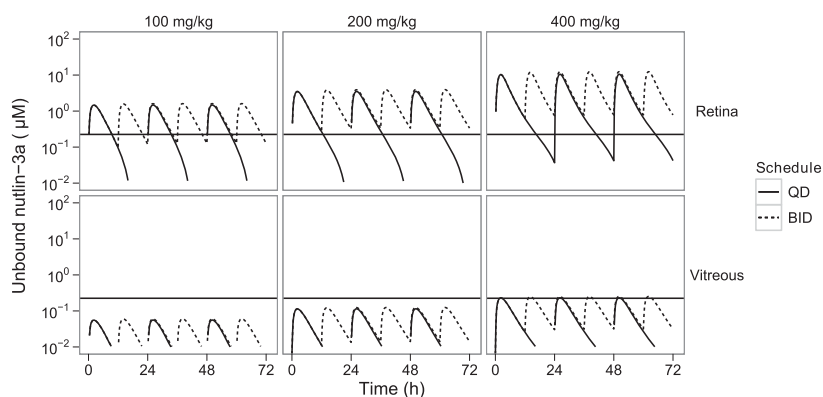 100 mg/kg 200 mg/kg 400 mg/kg
10² 
10¹
10⁰
10⁻¹
10⁻²
Retina
10²
10¹
10⁰
10⁻¹
10⁻²
Vitreous
Unbound nutlin−3a ( µM)
0 24 48 72 0 24 48 72 0 24 48 72
Time (h)
Schedule
QD
BID